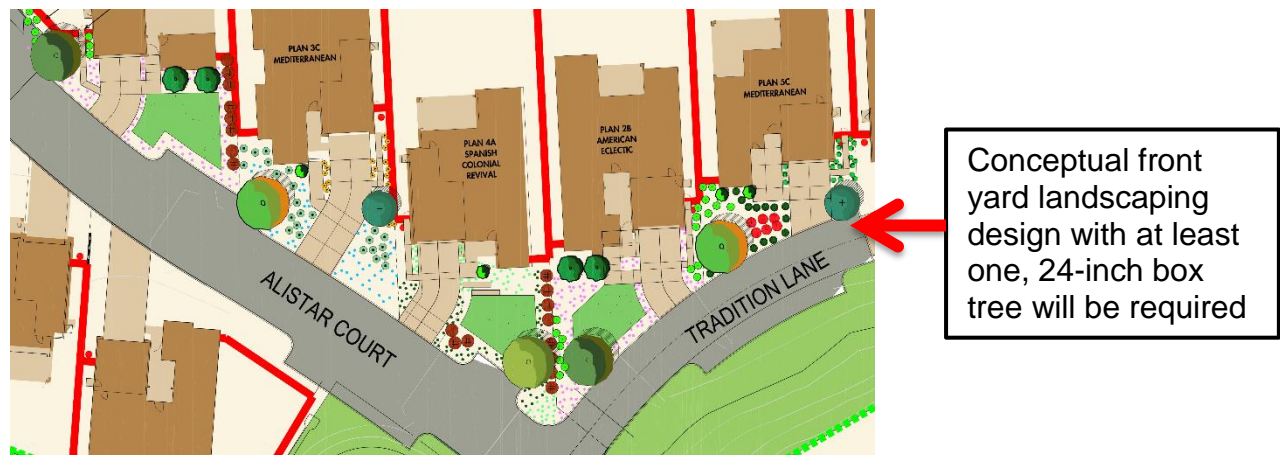 PLAN 3C
MEDITERRANEAN
PLAN 4A
SPANISH
COLONIAL
REVIVAL
PLAN 2B
AMERICAN
ECLECTIC
PLAN 5C
MEDITERRANEAN
ALISTAR COURT
TRADITION LANE
Conceptual front
yard landscaping
design with at least
one, 24-inch box
tree will be required